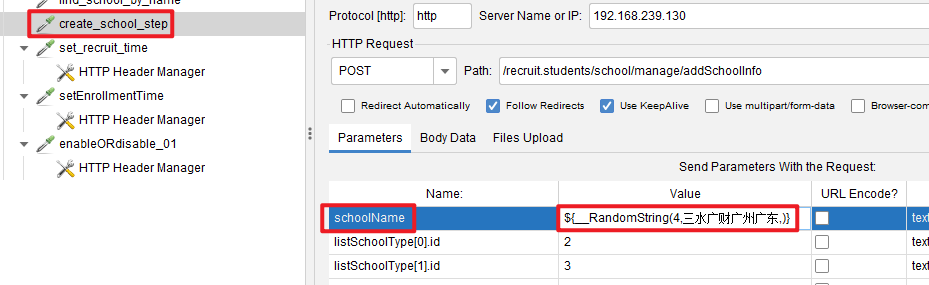 find_school_by_name
create_school_step
set_recruit_time
HTTP Header Manager
setEnrollmentTime
HTTP Header Manager
enableORdisable_01
HTTP Header Manager
Protocol [http]: http Server Name or IP: 192.168.239.130
HTTP Request
POST Path: /recruit.students/school/manage/addSchoolInfo
Redirect Automatically Follow Redirects Use KeepAlive Use multipart/form-data Browser-com
Parameters Body Data Files Upload
Send Parameters With the Request:
Name: Value URL Encode?
schoolName ${__RandomString(4,三水广财广州广东,)} text
listSchoolType[0].id 2 text
listSchoolType[1].id 3 text